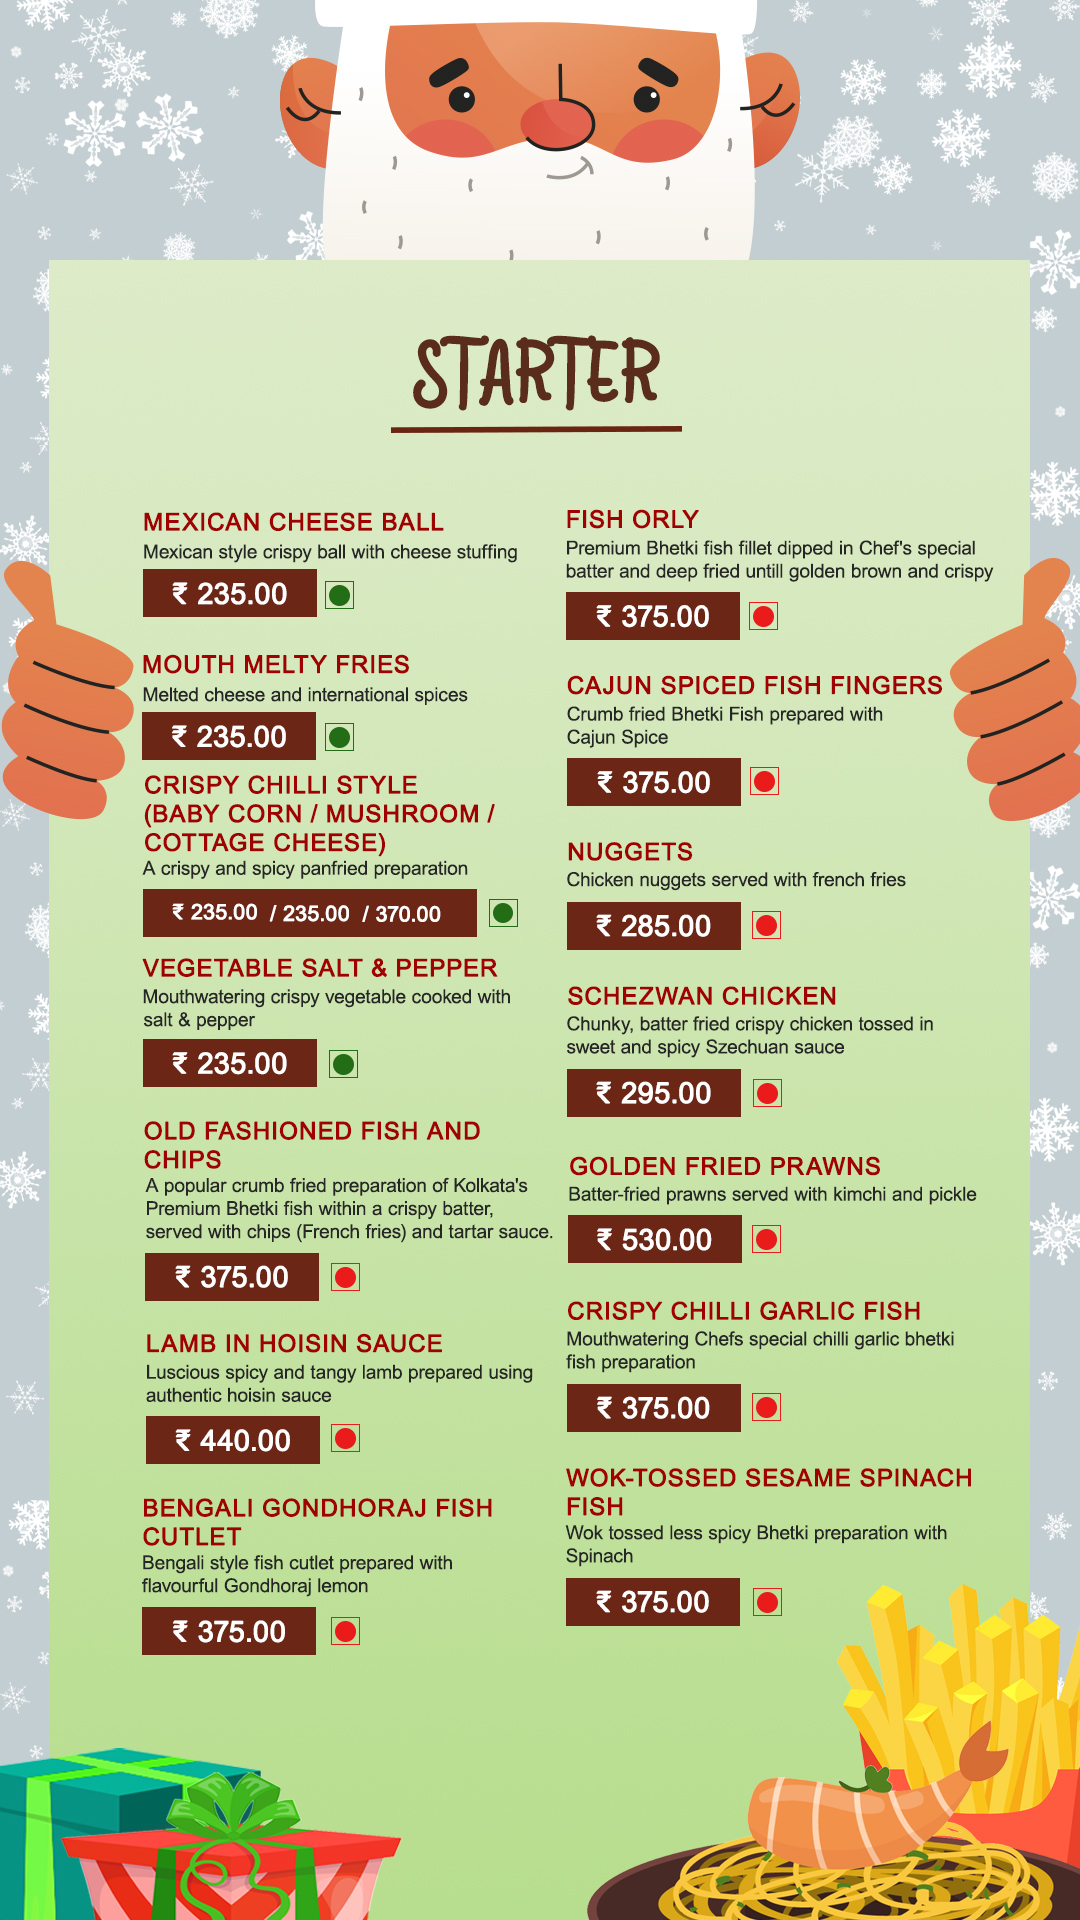 STARTER
MEXICAN CHEESE BALL
Mexican style crispy ball with cheese stuffing
₹ 235.00
MOUTH MELTY FRIES
Melted cheese and international spices
₹ 235.00
CRISPY CHILLI STYLE
(BABY CORN / MUSHROOM /
COTTAGE CHEESE)
A crispy and spicy panfried preparation
₹ 235.00 / 235.00 / 370.00
VEGETABLE SALT & PEPPER
Mouthwatering crispy vegetable cooked with
salt & pepper
₹ 235.00
OLD FASHIONED FISH AND
CHIPS
A popular crumb fried preparation of Kolkata's
Premium Bhetki fish within a crispy batter,
served with chips (French fries) and tartar sauce.
₹ 375.00
LAMB IN HOISIN SAUCE
Luscious spicy and tangy lamb prepared using
authentic hoisin sauce
₹ 440.00
BENGALI GONDHORAJ FISH
CUTLET
Bengali style fish cutlet prepared with
flavourful Gondhoraj lemon
₹ 375.00
FISH ORLY
Premium Bhetki fish fillet dipped in Chef's special
batter and deep fried untill golden brown and crispy
₹ 375.00
CAJUN SPICED FISH FINGERS
Crumb fried Bhetki Fish prepared with
Cajun Spice
₹ 375.00
NUGGETS
Chicken nuggets served with french fries
₹ 285.00
SCHEZWAN CHICKEN
Chunky, batter fried crispy chicken tossed in
sweet and spicy Szechuan sauce
₹ 295.00
GOLDEN FRIED PRAWNS
Batter-fried prawns served with kimchi and pickle
₹ 530.00
CRISPY CHILLI GARLIC FISH
Mouthwatering Chefs special chilli garlic bhetki
fish preparation
₹ 375.00
WOK-TOSSED SESAME SPINACH
FISH
Wok tossed less spicy Bhetki preparation with
Spinach
₹ 375.00